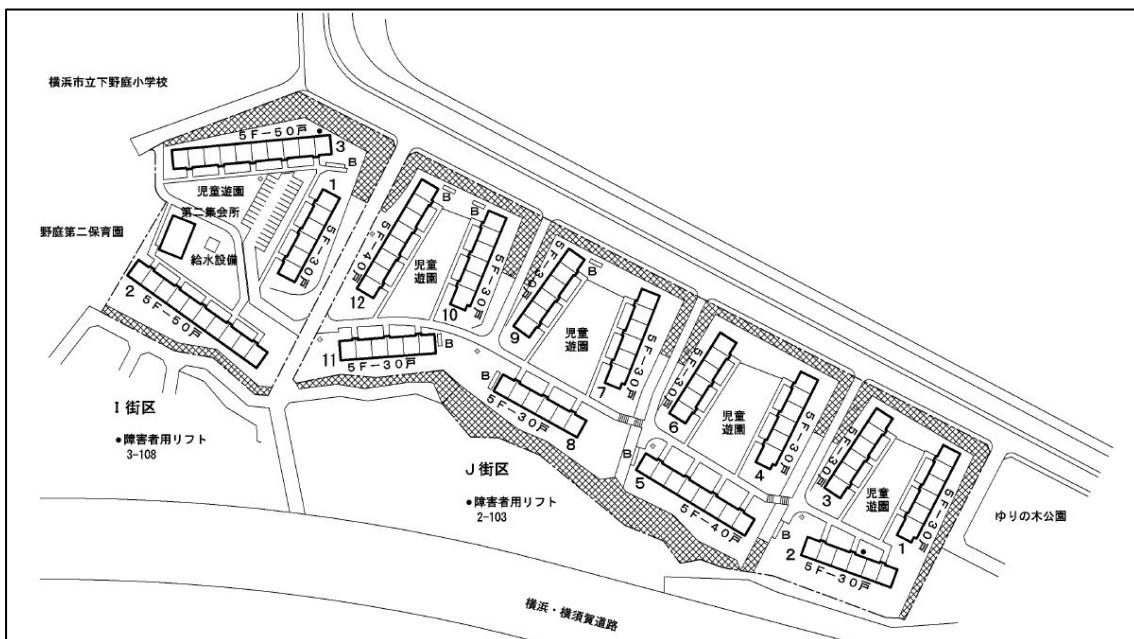 横浜市立下野庭小学校
5F-50戸
3
B
児童遊園
1
第二集会所
5F-30戸
野庭第二保育園
給水設備
2
5F-50戸
I街区
●障害者用リフト
3-108
B
B
5F-40戸
児童
遊園
5F-30戸
12
10
5F-30戸
B
9
児童
遊園
5F-30戸
7
11
5F-30戸
B
B
5F-30戸
8
5F-30戸
6
児童
遊園
5F-30戸
4
B
5
5F-40戸
J街区
●障害者用リフト
2-103
5F-30戸
3
児童
遊園
5F-30戸
1
B
2
5F-30戸
ゆりの木公園
横浜・横須賀道路